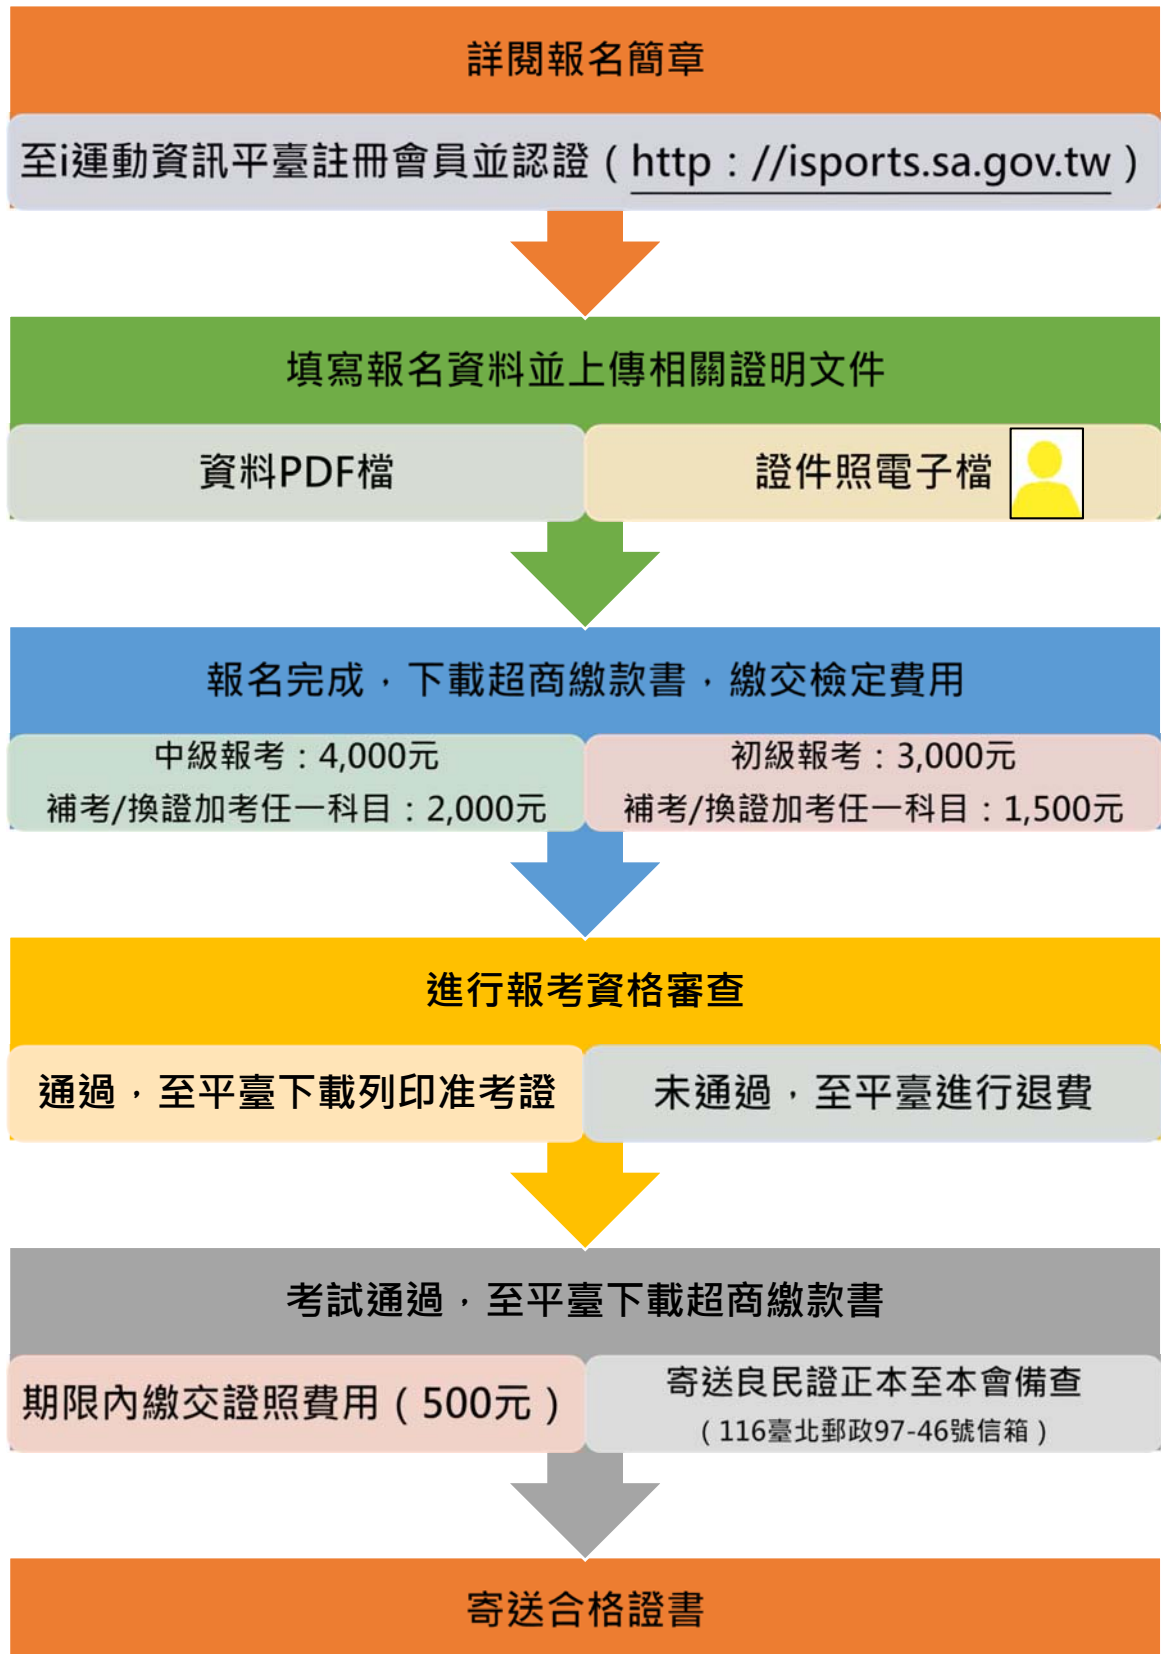 詳閱報名簡章
至i運動資訊平臺註冊會員並認證（http：//isports.sa.gov.tw）
填寫報名資料並上傳相關證明文件
資料PDF檔
證件照電子檔
報名完成，下載超商繳款書，繳交檢定費用
中級報考：4,000元
補考/換證加考任一科目：2,000元
初級報考：3,000元
補考/換證加考任一科目：1,500元
進行報考資格審查
通過，至平臺下載列印准考證
未通過，至平臺進行退費
考試通過，至平臺下載超商繳款書
期限內繳交證照費用（500元）
寄送良民證正本至本會備查
（116臺北郵政97-46號信箱）
寄送合格證書